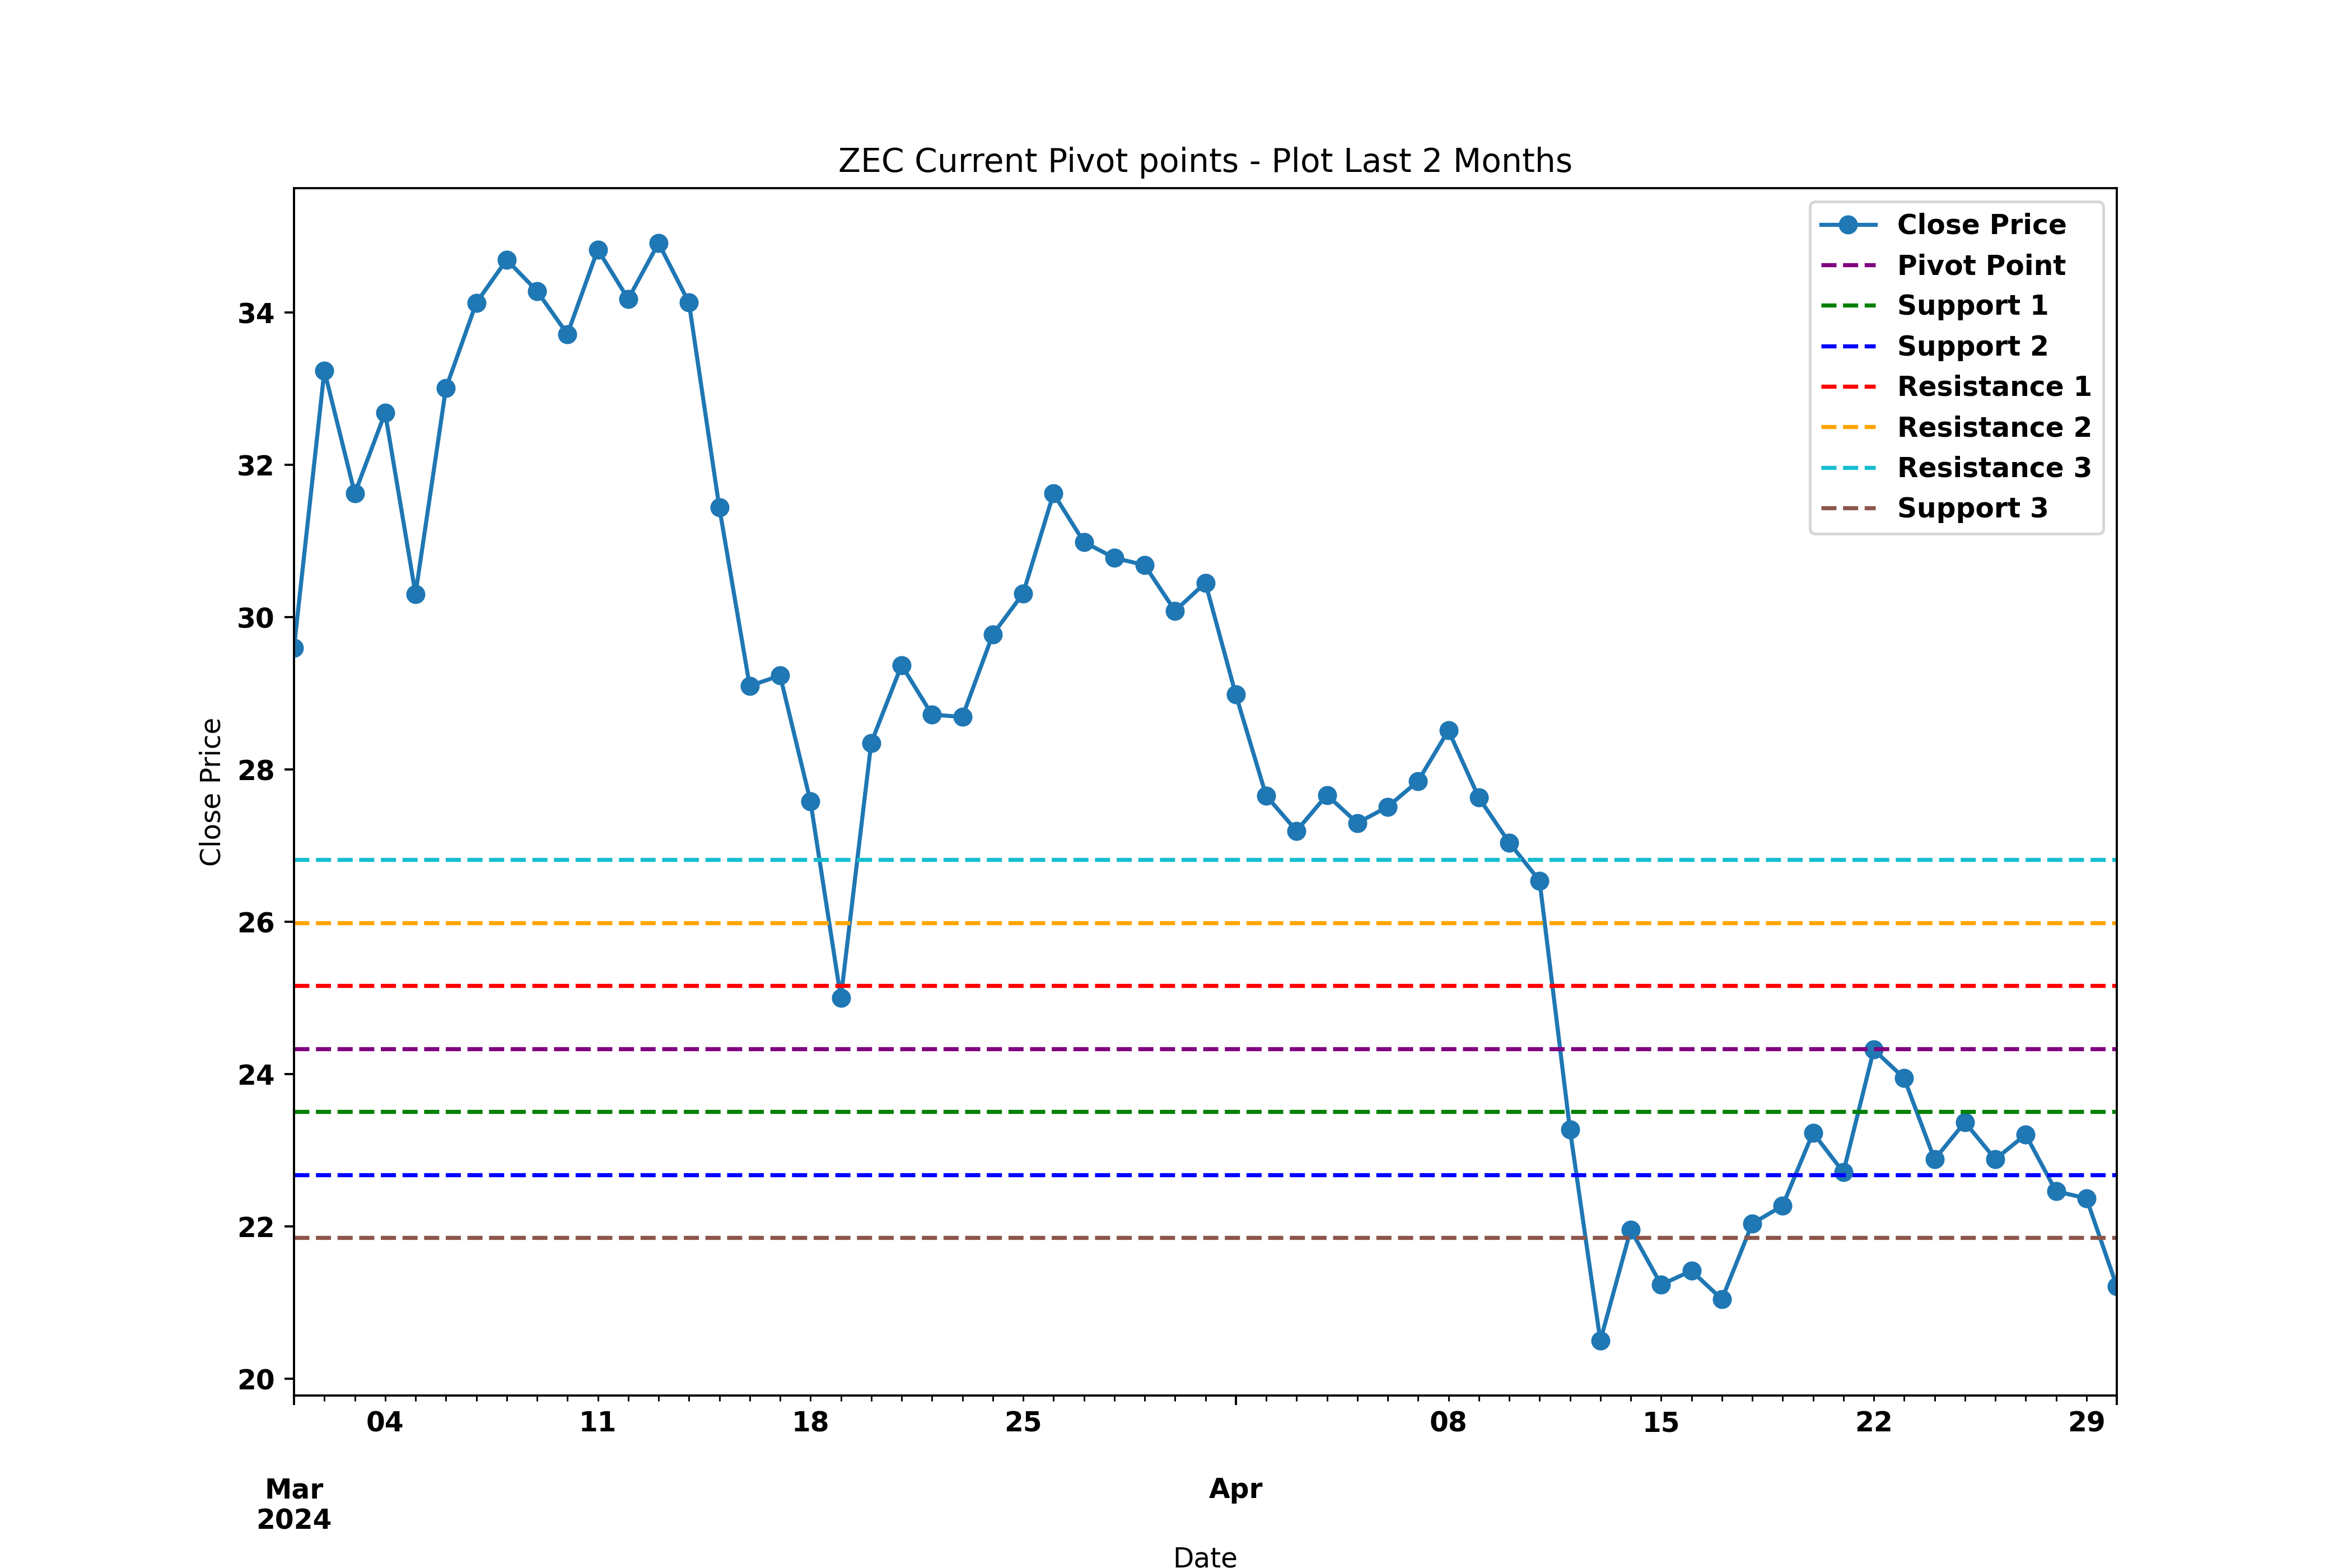 ZEC Current Pivot points - Plot Last 2 Months
Close Price
Pivot Point
Support 1
Support 2
Resistance 1
Resistance 2
Resistance 3
Support 3
34
32
30
28
26
24
22
20
Close Price
04 11 18 25 08 15 22 29
Mar Apr
2024
Date